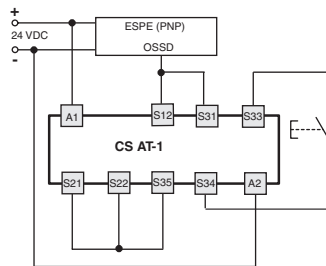 +
24 VDC
-
ESPE (PNP)
OSSD
A1
S12
S31
S33
CS AT-1
S21
S22
S35
S34
A2